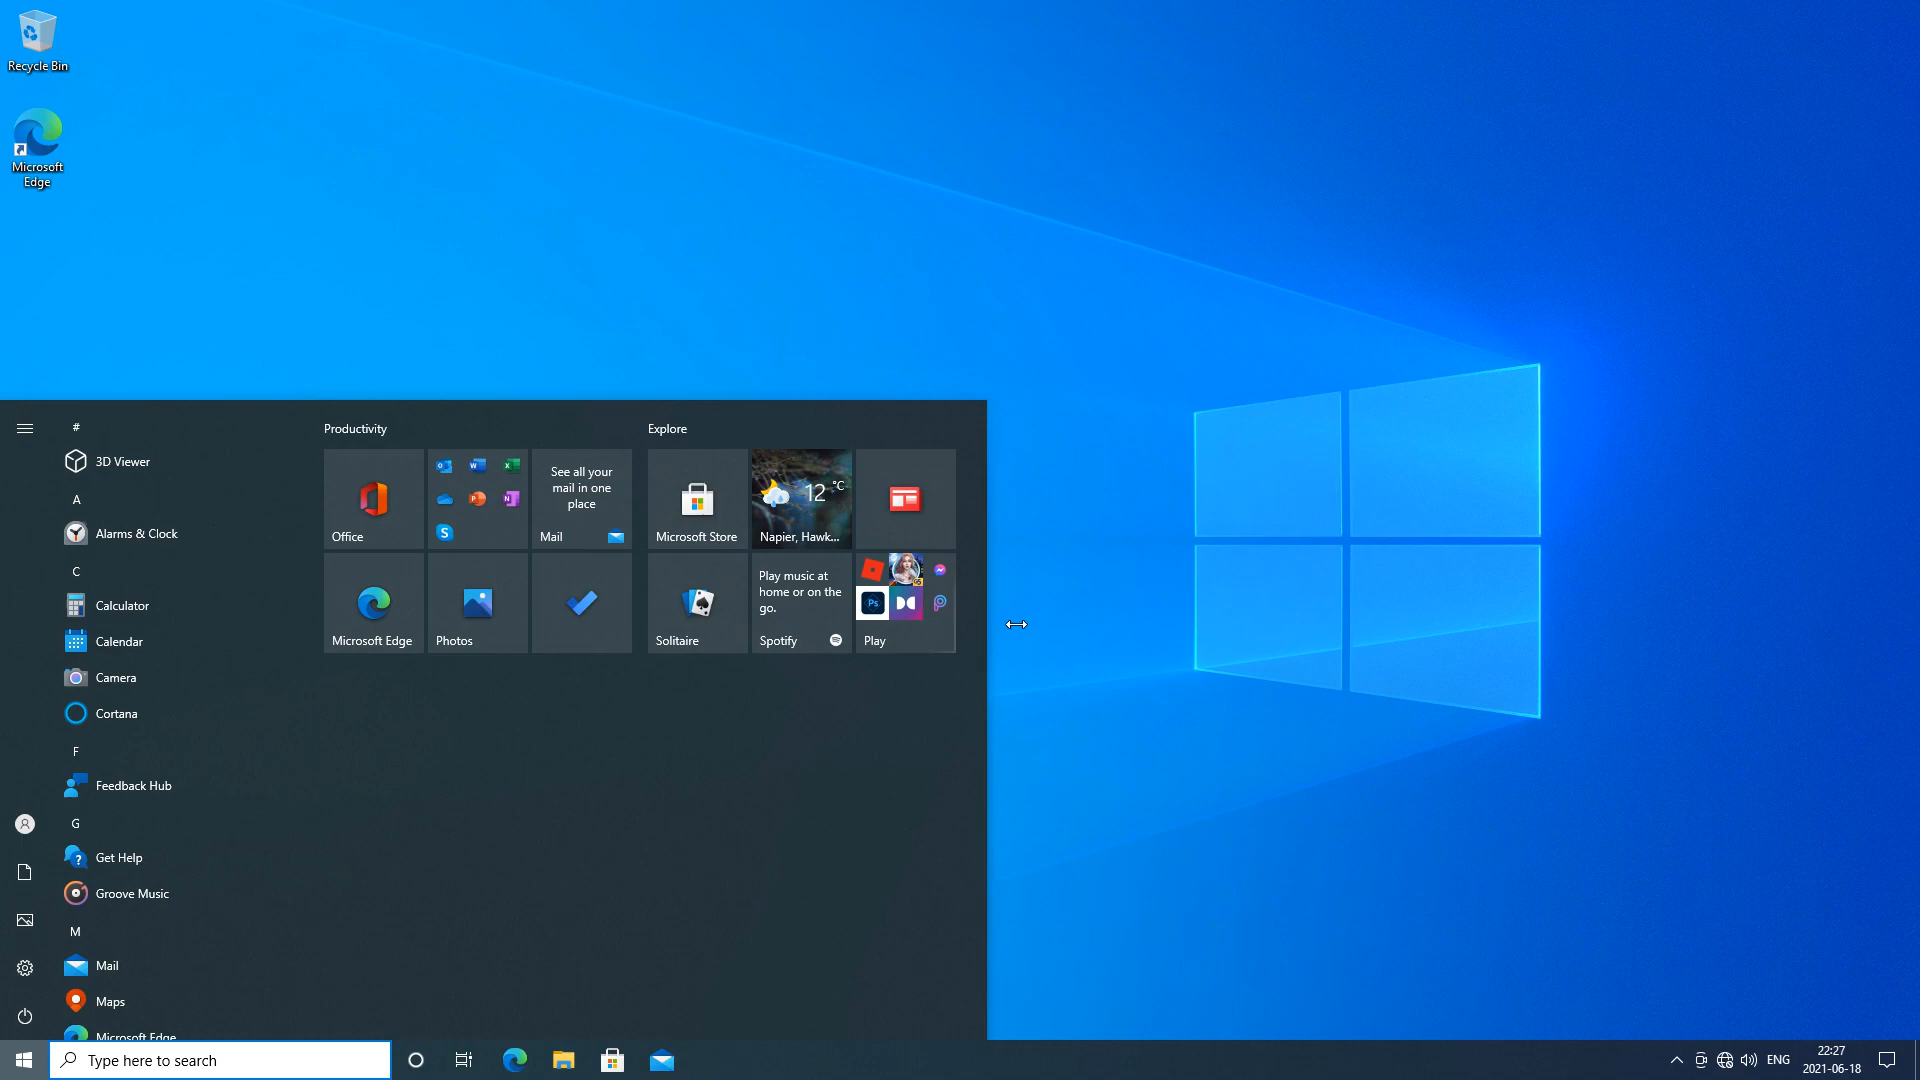 Recycle Bin
Microsoft
Edge
#
3D Viewer
A
Alarms & Clock
C
Calculator
Calendar
Camera
Cortana
F
Feedback Hub
G
Get Help
Groove Music
M
Mail
Maps
Microsoft Edge
Productivity
Office
See all your
mail in one
place
Mail
Microsoft Edge
Photos
Explore
Microsoft Store
12 °C
Napier, Hawk...
Solitaire
Play music at
home or on the
go.
Spotify
Ps
Play
Type here to search
ENG
22:27
2021-06-18